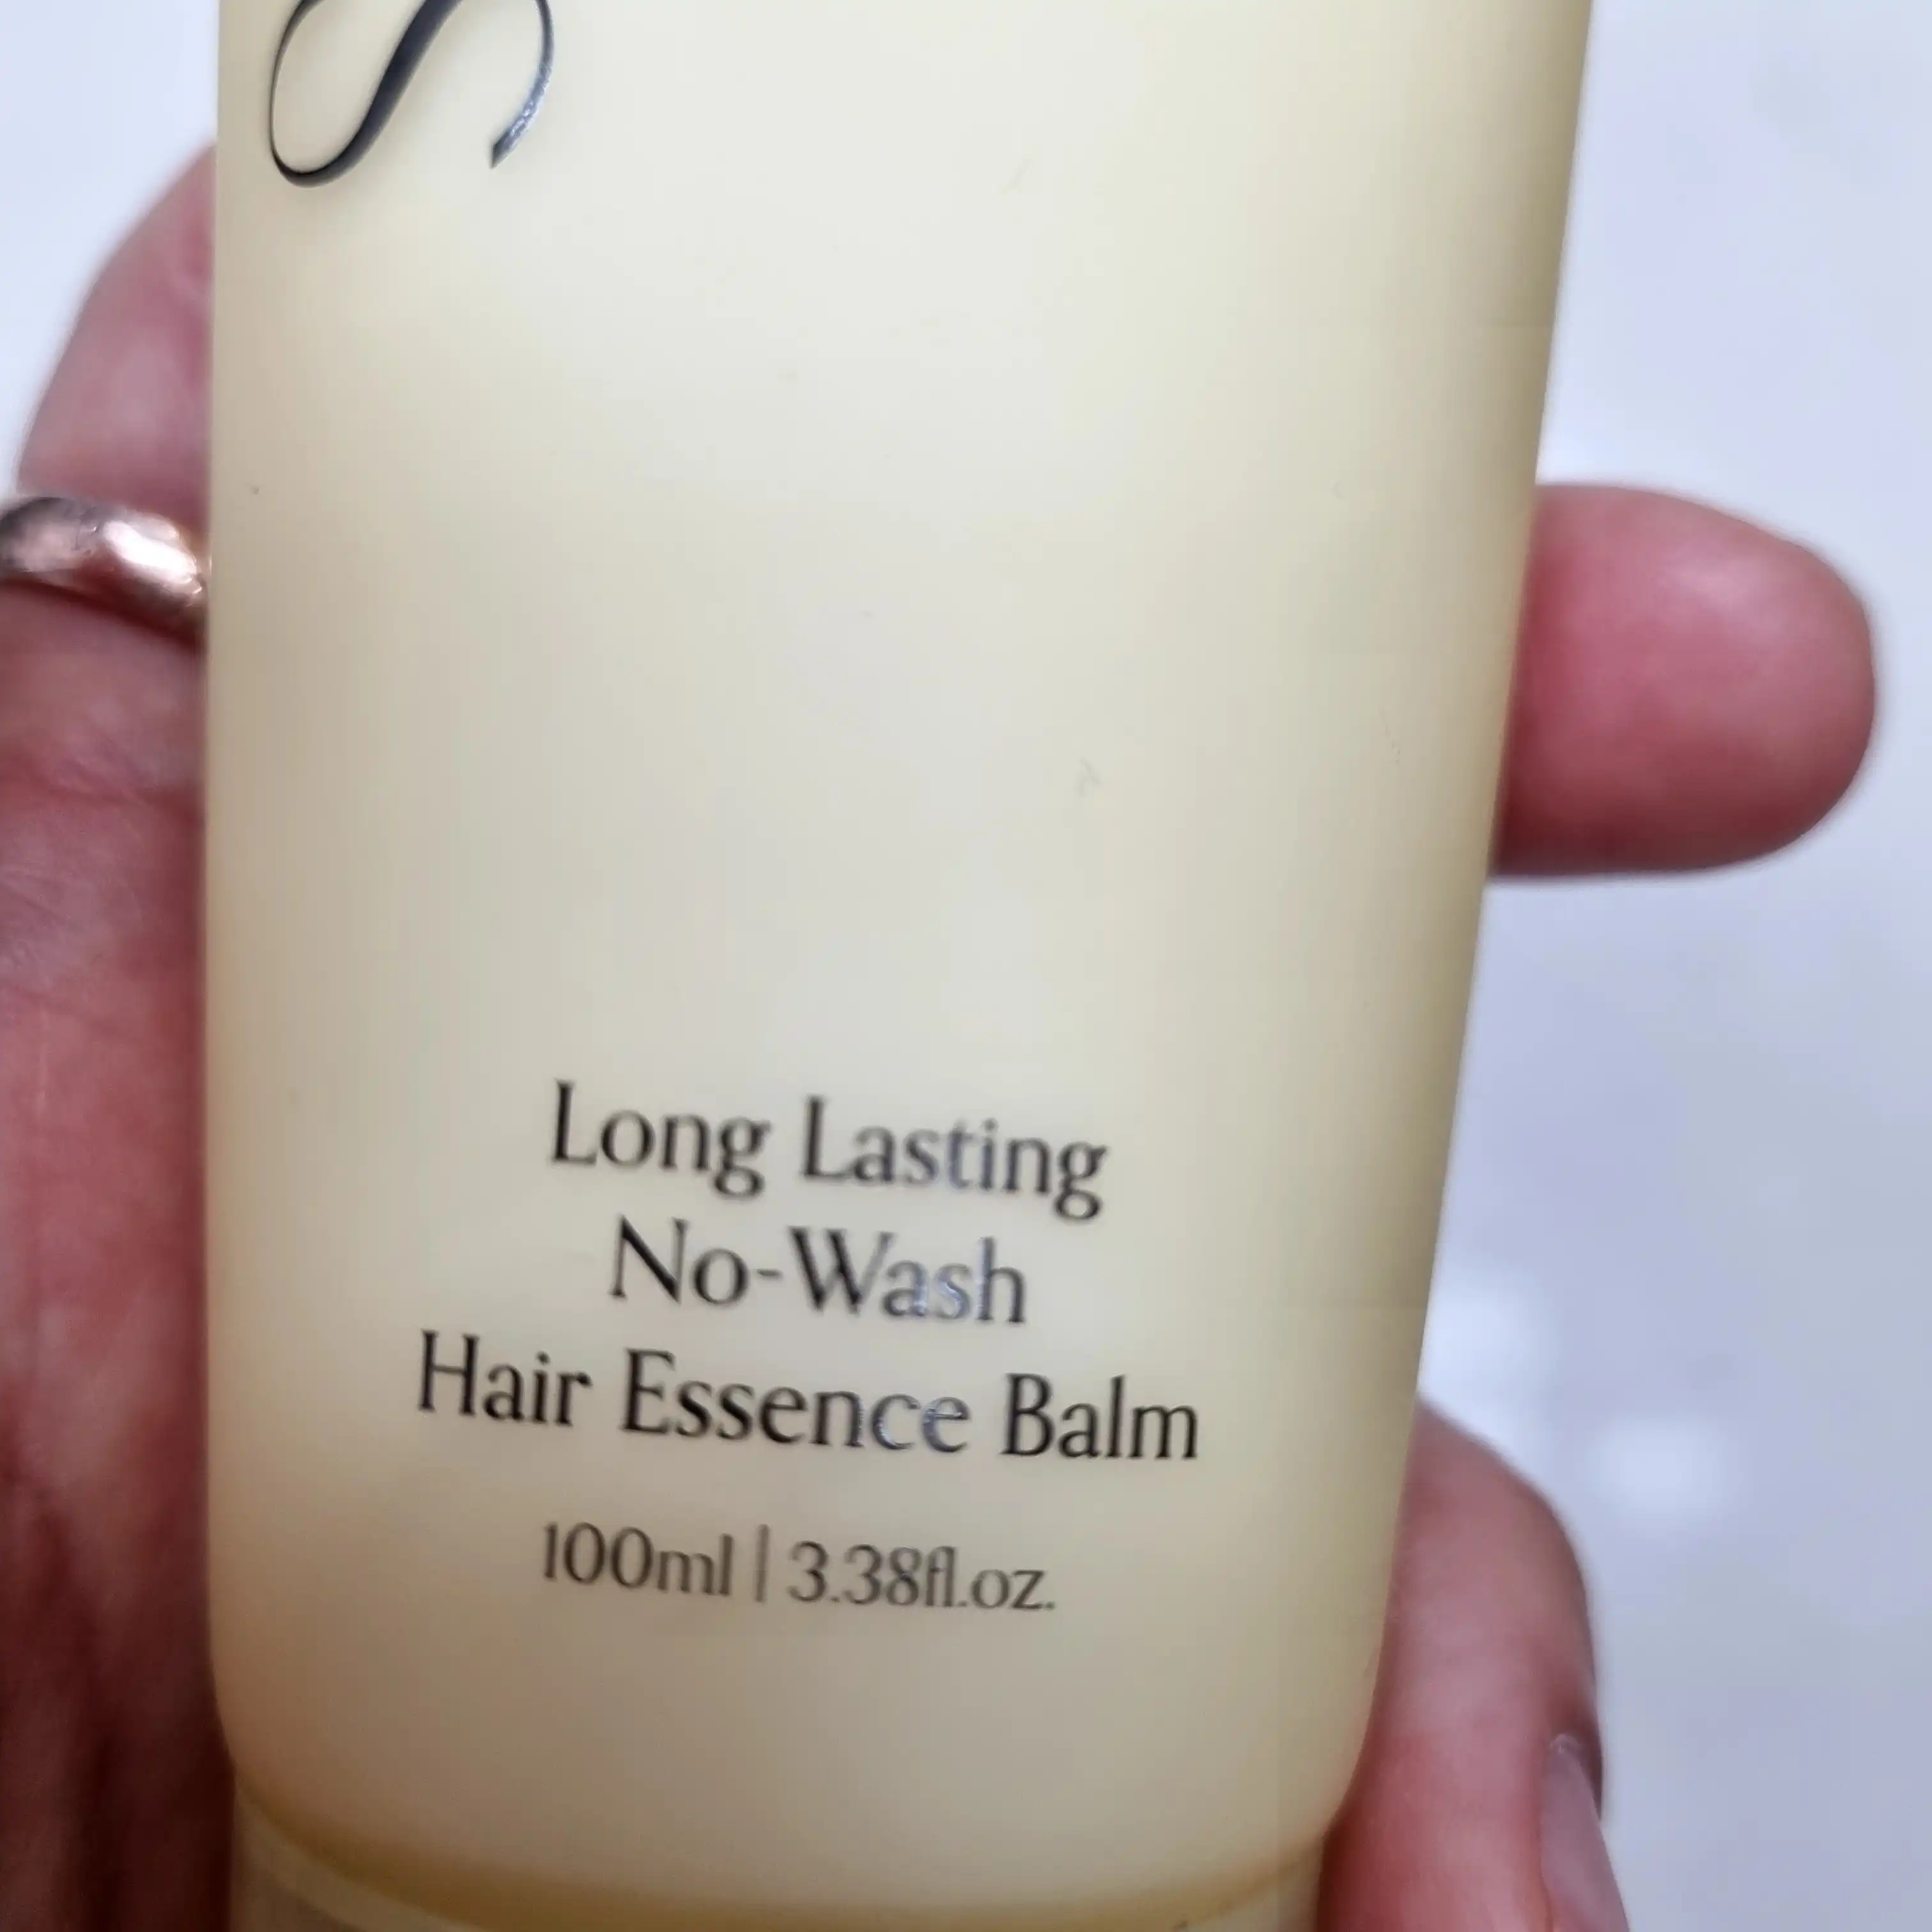 Long Lasting
No-Wash
Hair Essence Balm
100ml | 3.38fl.oz.